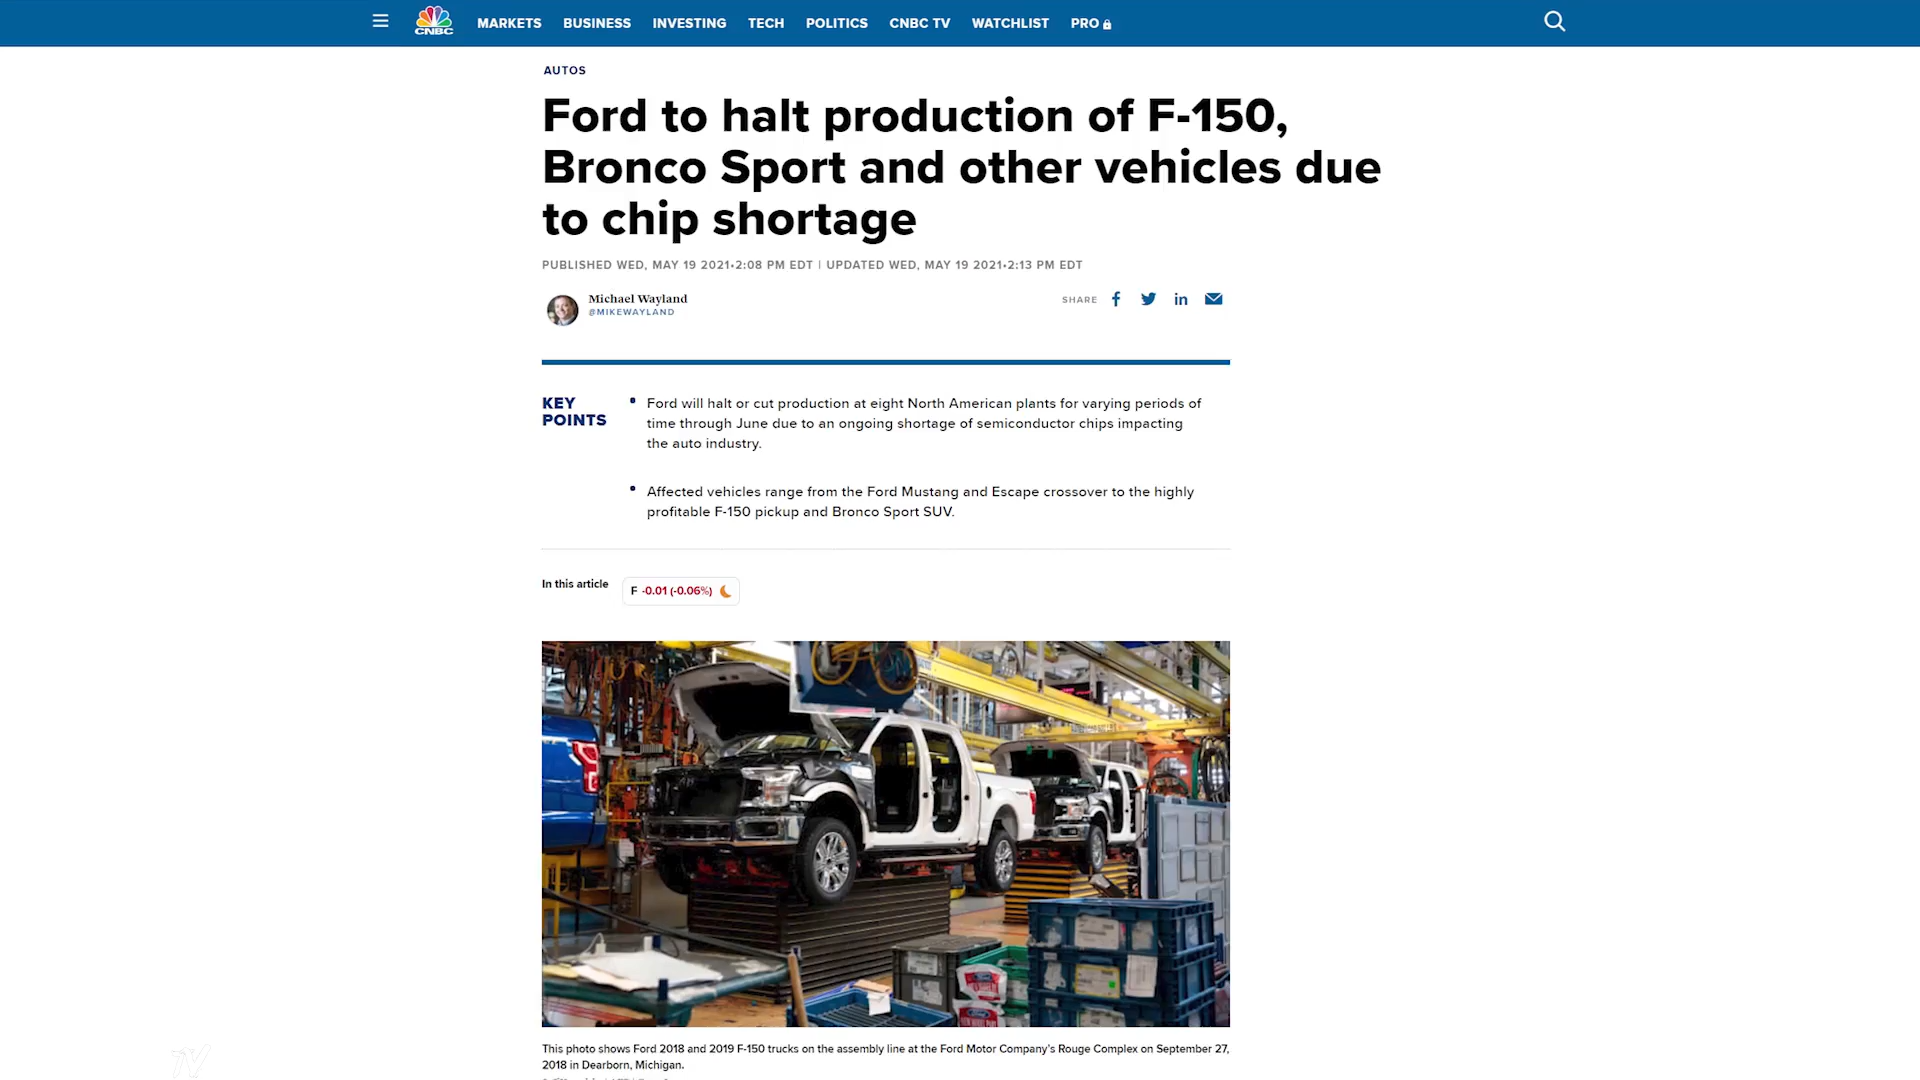 CNBC
MARKETS BUSINESS INVESTING TECH POLITICS CNBC TV WATCHLIST PRO
AUTOS
Ford to halt production of F-150,
Bronco Sport and other vehicles due
to chip shortage
PUBLISHED WED, MAY 19 2021•2:08 PM EDT | UPDATED WED, MAY 19 2021•2:13 PM EDT
Michael Wayland
@MIKEWAYLAND
SHARE
KEY
POINTS
Ford will halt or cut production at eight North American plants for varying periods of
time through June due to an ongoing shortage of semiconductor chips impacting
the auto industry.
Affected vehicles range from the Ford Mustang and Escape crossover to the highly
profitable F-150 pickup and Bronco Sport SUV.
In this article
F -0.01 (-0.06%)
This photo shows Ford 2018 and 2019 F-150 trucks on the assembly line at the Ford Motor Company's Rouge Complex on September 27,
2018 in Dearborn, Michigan.